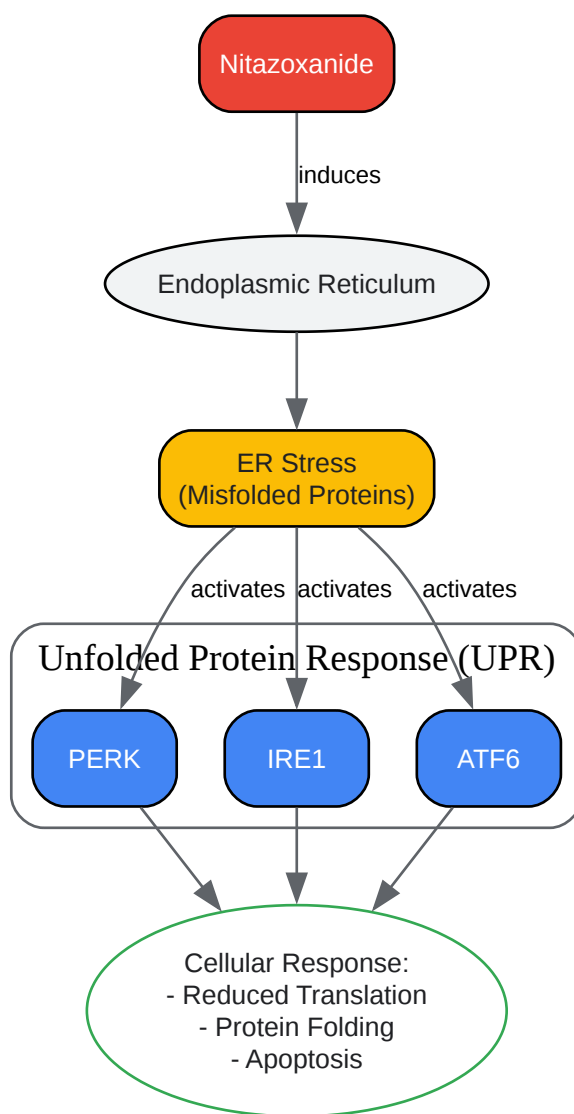 Nitazoxanide
induces
Endoplasmic Reticulum
ER Stress
(Misfolded Proteins)
activates
activates
activates
Unfolded Protein Response (UPR)
PERK
IRE1
ATF6
Cellular Response:
- Reduced Translation
- Protein Folding
- Apoptosis